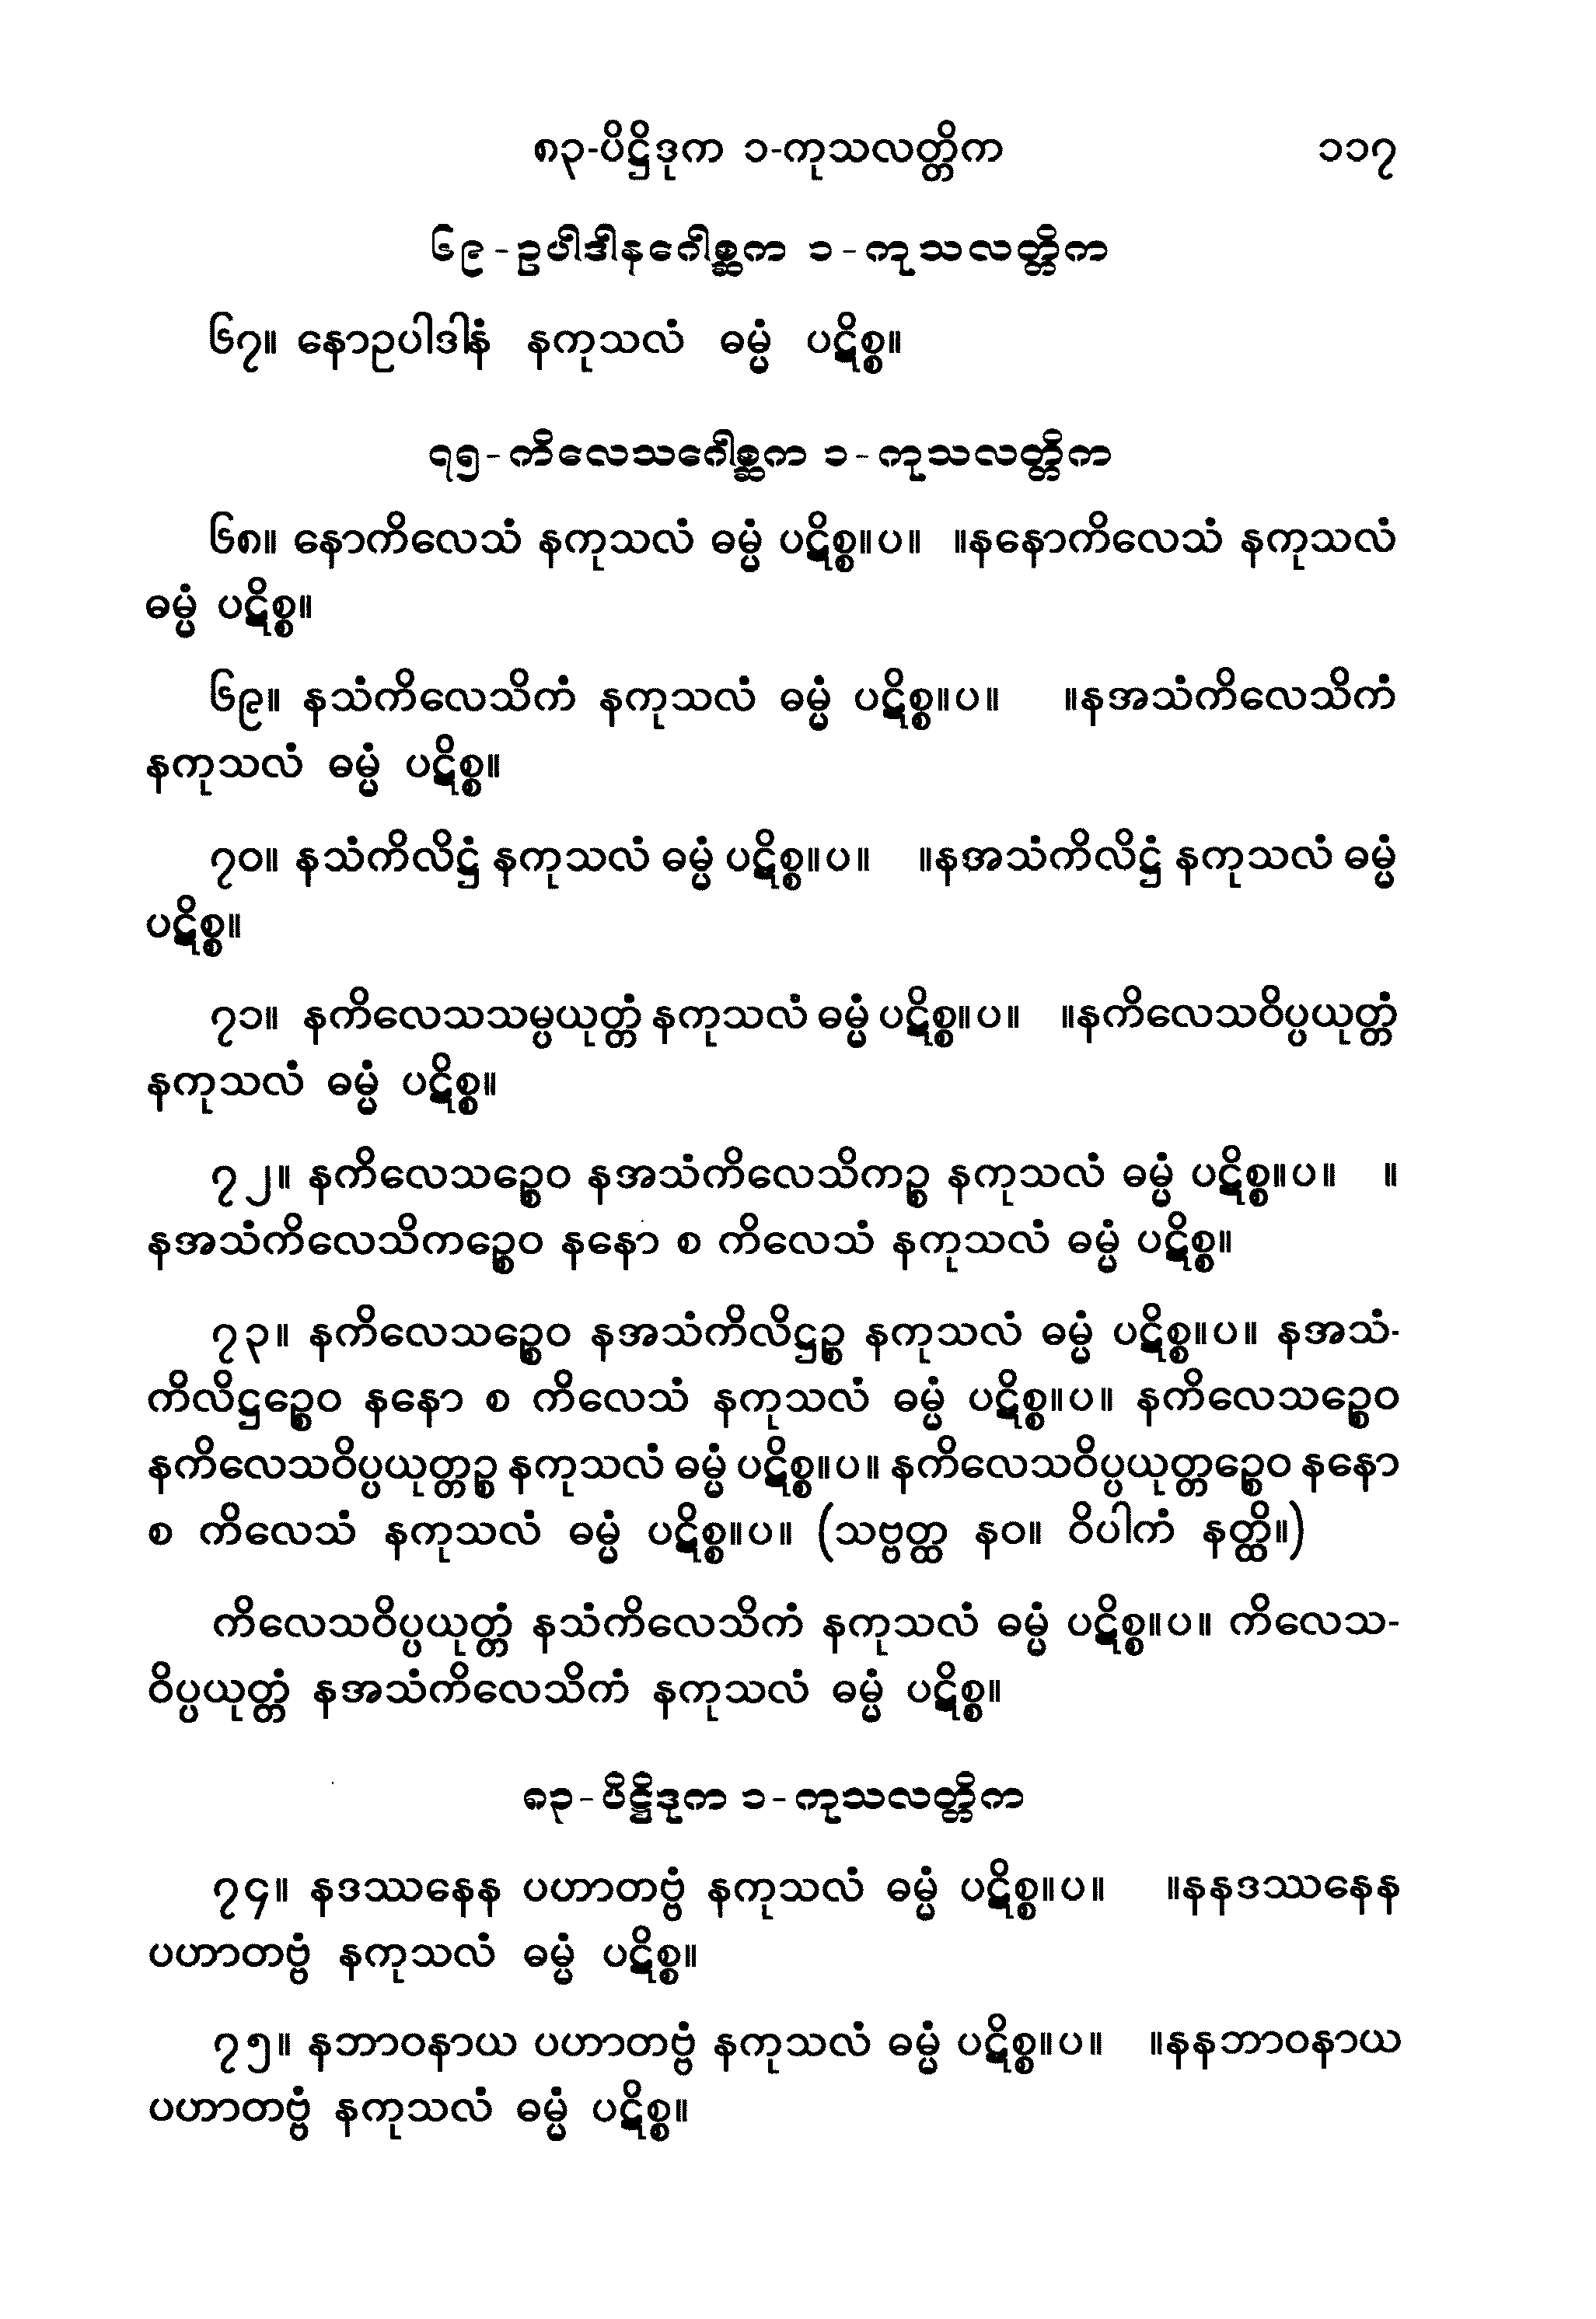 ၈၃-ပိဋ္ဌိဒုက ၁-ကုသလတ္တိက ၁၁၇
၆၉-ဥပါဒါနဂေါစ္ဆက ၁-ကုသလတ္တိက
၆၇။ နောဥပါဒါနံ နကုသလံ ဓမ္မံ ပဋိစ္စ။
၇၅-ကိလေသဂေါစ္ဆက ၁-ကုသလတ္တိက
၆၈။ နောကိလေသံ နကုသလံ ဓမ္မံ ပဋိစ္စ။ပ။ ။နနောကိလေသံ နကုသလံ
ဓမ္မံ ပဋိစ္စ။
၆၉။ နသံကိလေသိကံ နကုသလံ ဓမ္မံ ပဋိစ္စ။ပ။ ။နအသံကိလေသိကံ
နကုသလံ ဓမ္မံ ပဋိစ္စ။
၇၀။ နသံကိလိဋ္ဌံ နကုသလံ ဓမ္မံ ပဋိစ္စ။ပ။ ။နအသံကိလိဋ္ဌံ နကုသလံ ဓမ္မံ
ပဋိစ္စ။
၇၁။ နကိလေသသမ္ပယုတ္တံ နကုသလံ ဓမ္မံ ပဋိစ္စ။ပ။ ။နကိလေသဝိပ္ပယုတ္တံ
နကုသလံ ဓမ္မံ ပဋိစ္စ။
၇၂။ နကိလေသဉ္စေဝ နအသံကိလေသိကဉ္စ နကုသလံ ဓမ္မံ ပဋိစ္စ။ပ။ ။
နအသံကိလေသိကဉ္စေဝ နနော စ ကိလေသံ နကုသလံ ဓမ္မံ ပဋိစ္စ။
၇၃။ နကိလေသဉ္စေဝ နအသံကိလိဋ္ဌဉ္စ နကုသလံ ဓမ္မံ ပဋိစ္စ။ပ။ နအသံ-
ကိလိဋ္ဌဉ္စေဝ နနော စ ကိလေသံ နကုသလံ ဓမ္မံ ပဋိစ္စ။ပ။ နကိလေသဉ္စေဝ
နကိလေသဝိပ္ပယုတ္တဉ္စ နကုသလံ ဓမ္မံ ပဋိစ္စ။ပ။ နကိလေသဝိပ္ပယုတ္တဉ္စေဝ နနော
စ ကိလေသံ နကုသလံ ဓမ္မံ ပဋိစ္စ။ပ။ (သဗ္ဗတ္ထ နဝ။ ဝိပါကံ နတ္ထိ။)
ကိလေသဝိပ္ပယုတ္တံ နသံကိလေသိကံ နကုသလံ ဓမ္မံ ပဋိစ္စ။ပ။ ကိလေသ-
ဝိပ္ပယုတ္တံ နအသံကိလေသိကံ နကုသလံ ဓမ္မံ ပဋိစ္စ။
၈၃-ပိဋ္ဌိဒုက ၁-ကုသလတ္တိက
၇၄။ နဒဿနေန ပဟာတဗ္ဗံ နကုသလံ ဓမ္မံ ပဋိစ္စ။ပ။ ။နနဒဿနေန
ပဟာတဗ္ဗံ နကုသလံ ဓမ္မံ ပဋိစ္စ။
၇၅။ နဘာဝနာယ ပဟာတဗ္ဗံ နကုသလံ ဓမ္မံ ပဋိစ္စ။ပ။ ။နနဘာဝနာယ
ပဟာတဗ္ဗံ နကုသလံ ဓမ္မံ ပဋိစ္စ။